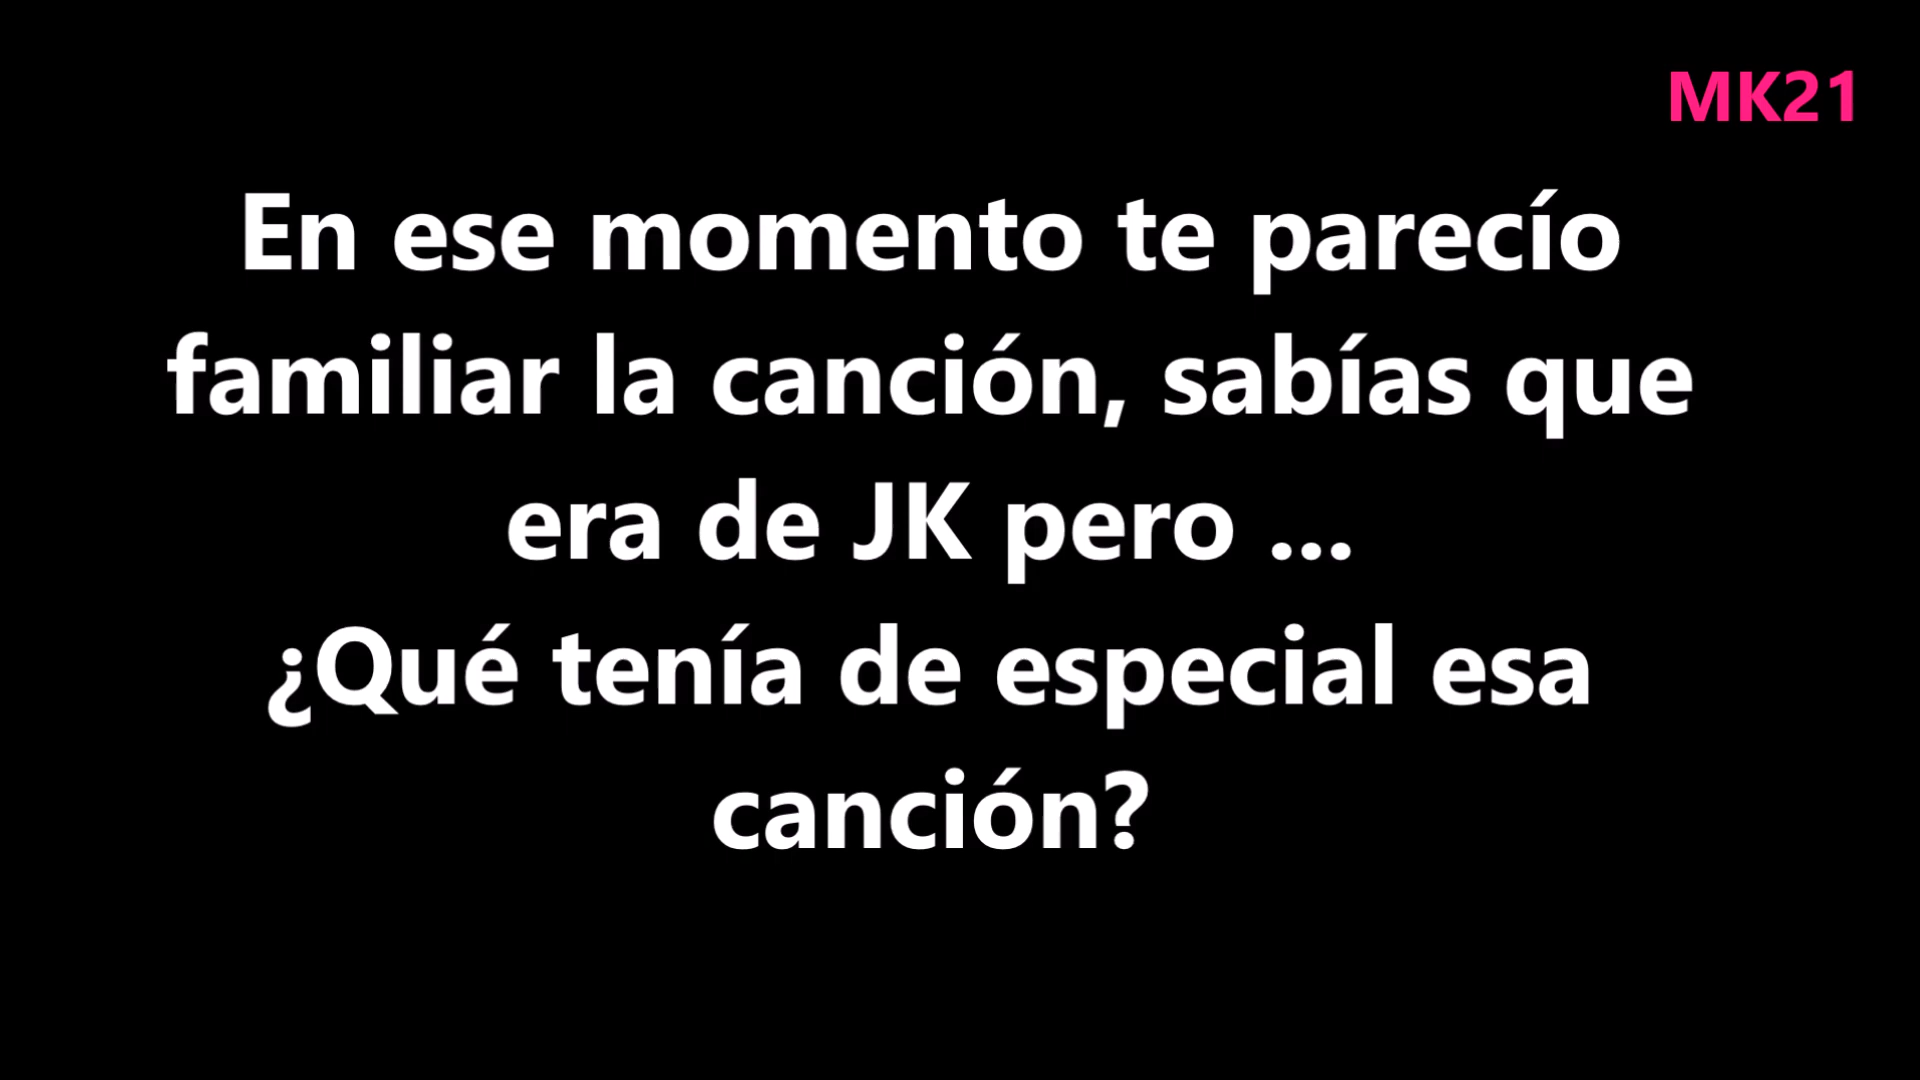 MK21
En ese momento te parecío
familiar la canción, sabías que
era de JK pero ...
¿Qué tenía de especial esa
canción?